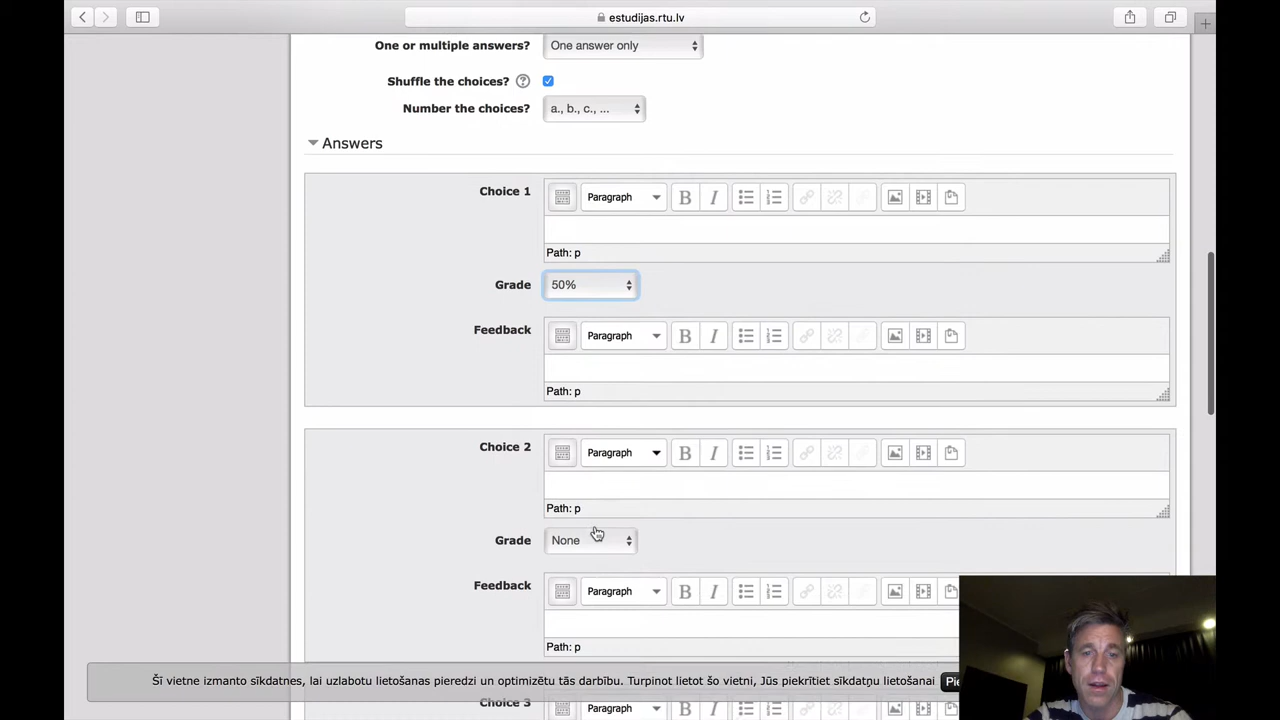 estudijas.rtu.lv
One or multiple answers? One answer only
Shuffle the choices?
Number the choices? a., b., c., ...
Answers
Choice 1 Paragraph B I
Path: p
Grade 50%
Feedback Paragraph B I
Path: p
Choice 2 Paragraph B I
Path: p
Grade None
Feedback Paragraph B I
Path: p
Šī vietne izmanto sīkdatnes, lai uzlabotu lietošanas pieredzi un optimizētu tās darbību. Turpinot lietot šo vietni, Jūs piekrītiet sīkdatņu lietošanai Pie
Choice 3 Paragraph B I